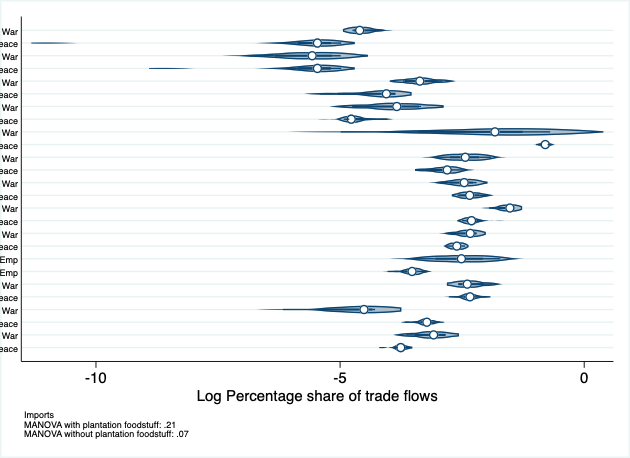 War
eace
War
eace
War
eace
War
eace
War
eace
War
eace
War
eace
War
eace
War
eace
Emp
Emp
War
eace
War
eace
War
eace
-10 -5 0
Log Percentage share of trade flows
Imports
MANOVA with plantation foodstuff: .21
MANOVA without plantation foodstuff: .07